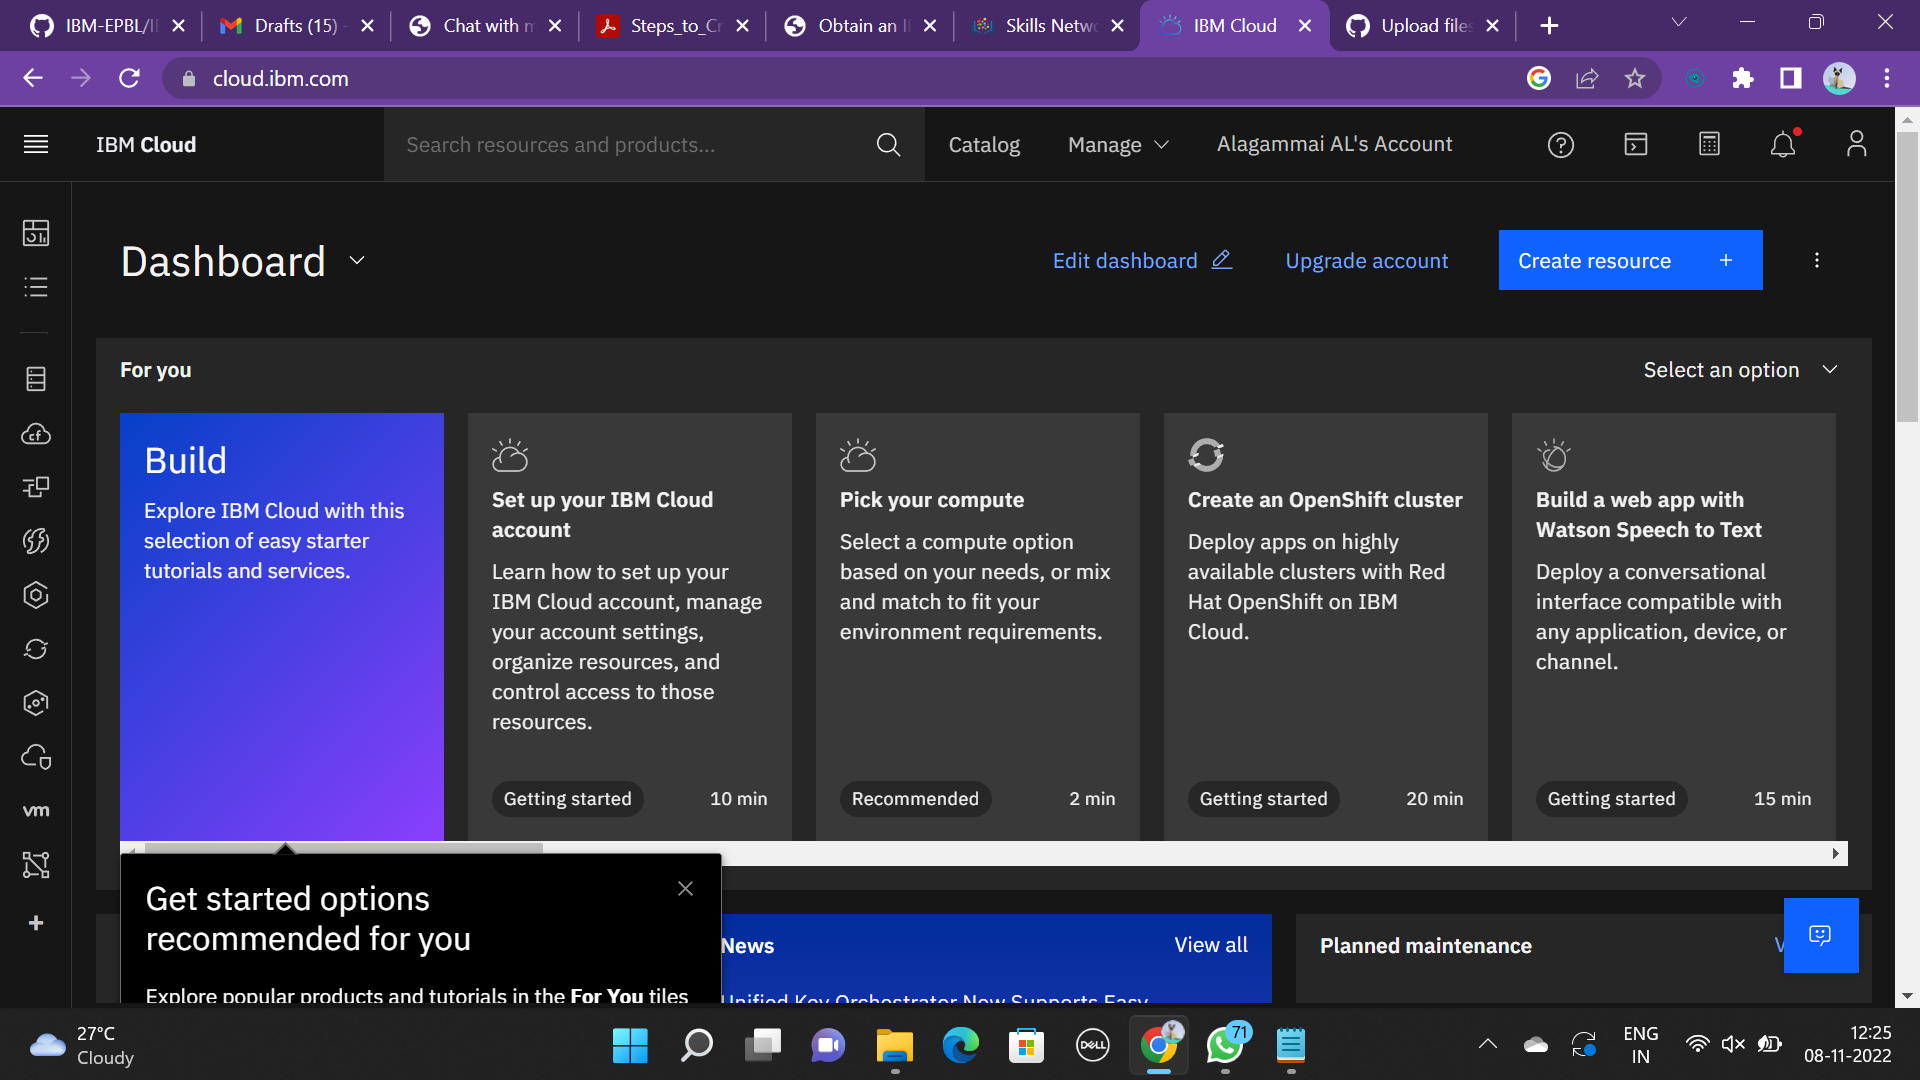 IBM-EPBL/I
Drafts (15)
Chat with m
Steps_to_Cr
Obtain an I
Skills Netw
IBM Cloud
Upload files
cloud.ibm.com
IBM Cloud
Search resources and products...
Catalog
Manage
Alagammai AL's Account
Dashboard
Edit dashboard
Upgrade account
Create resource +
For you
Select an option
Build
Explore IBM Cloud with this
selection of easy starter
tutorials and services.
Set up your IBM Cloud
account
Learn how to set up your
IBM Cloud account, manage
your account settings,
organize resources, and
control access to those
resources.
Getting started
10 min
Pick your compute
Select a compute option
based on your needs, or mix
and match to fit your
environment requirements.
Recommended
2 min
Create an OpenShift cluster
Deploy apps on highly
available clusters with Red
Hat OpenShift on IBM
Cloud.
Getting started
20 min
Build a web app with
Watson Speech to Text
Deploy a conversational
interface compatible with
any application, device, or
channel.
Getting started
15 min
cf
vm
Get started options
recommended for you
Explore popular products and tutorials in the For You tiles
News
View all
Unified Key Orchestrator Now Supports Easy
Planned maintenance
27°C
Cloudy
DELL
71
ENG
IN
12:25
08-11-2022